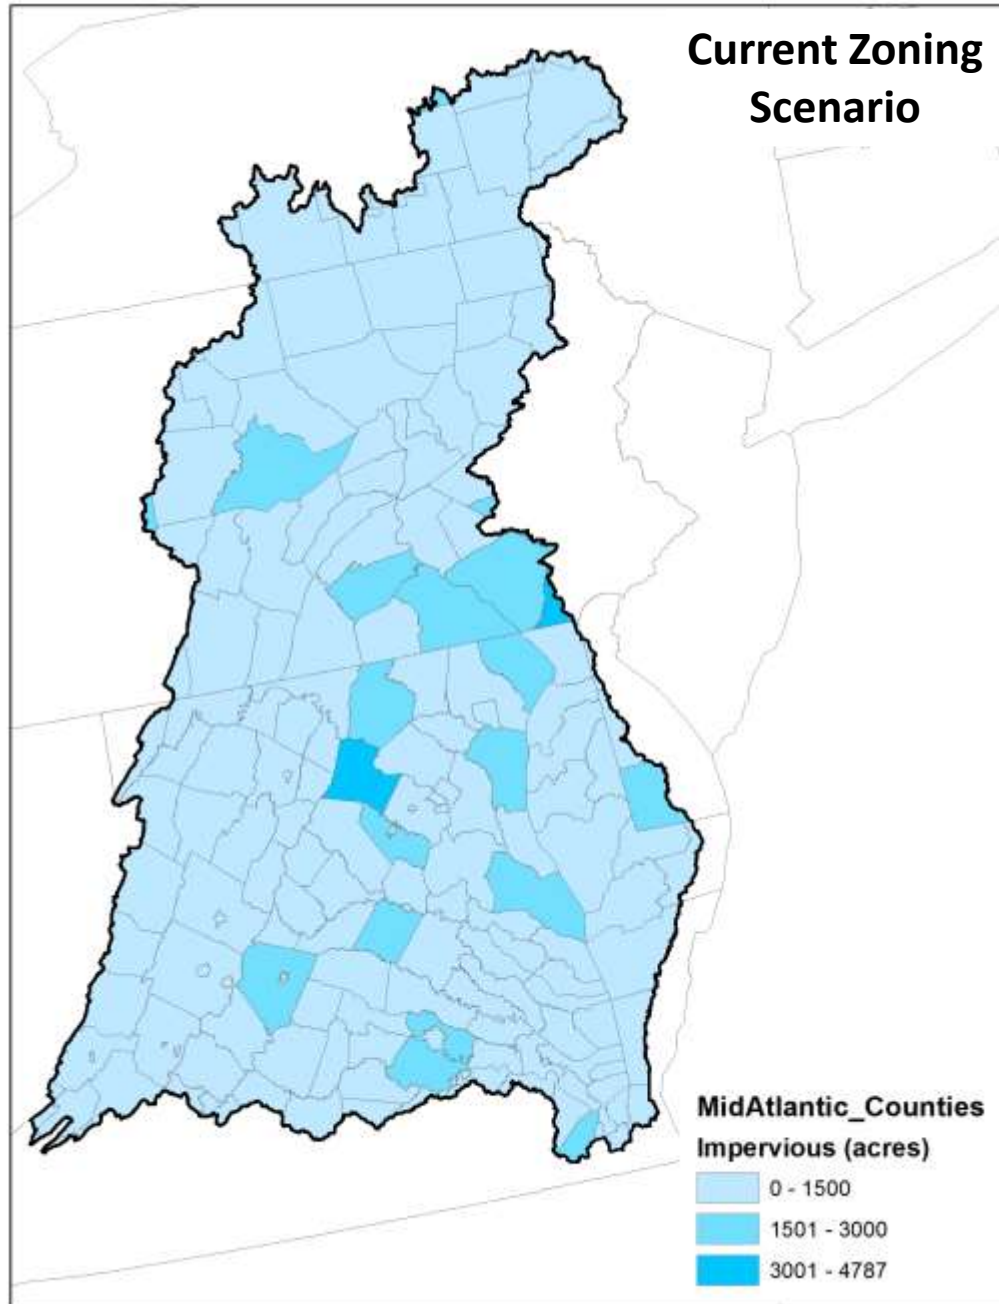 Current Zoning
Scenario
MidAtlantic_Counties
Impervious (acres)
0 - 1500
1501 - 3000
3001 - 4787